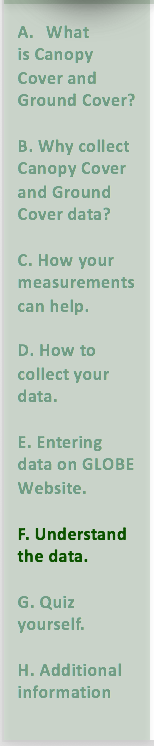 A. What
is Canopy
Cover and
Ground Cover?
B. Why collect
Canopy Cover
and Ground
Cover data?
C. How your
measurements
can help.
D. How to
collect your
data.
E. Entering
data on GLOBE
Website.
F. Understand
the data.
G. Quiz
yourself.
H. Additional
information